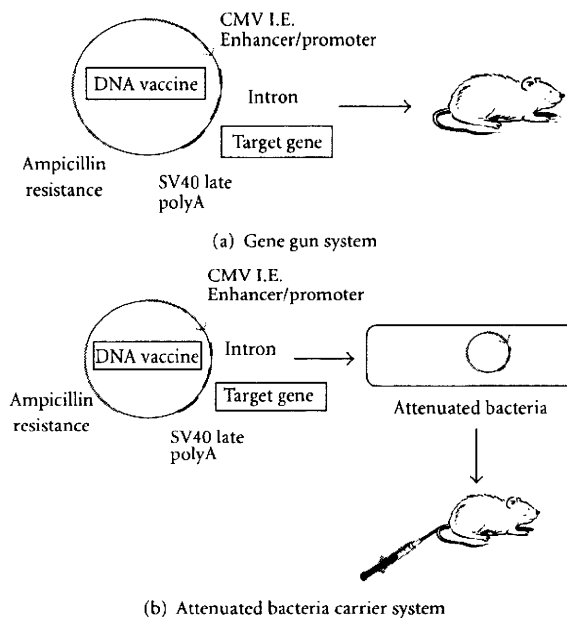 CMV I.E.
Enhancer/promoter
DNA vaccine
Intron
Target gene
Ampicillin
resistance
SV40 late
polyA
(a) Gene gun system
CMV I.E.
Enhancer/promoter
DNA vaccine
Intron
Target gene
Ampicillin
resistance
SV40 late
polyA
Attenuated bacteria
(b) Attenuated bacteria carrier system